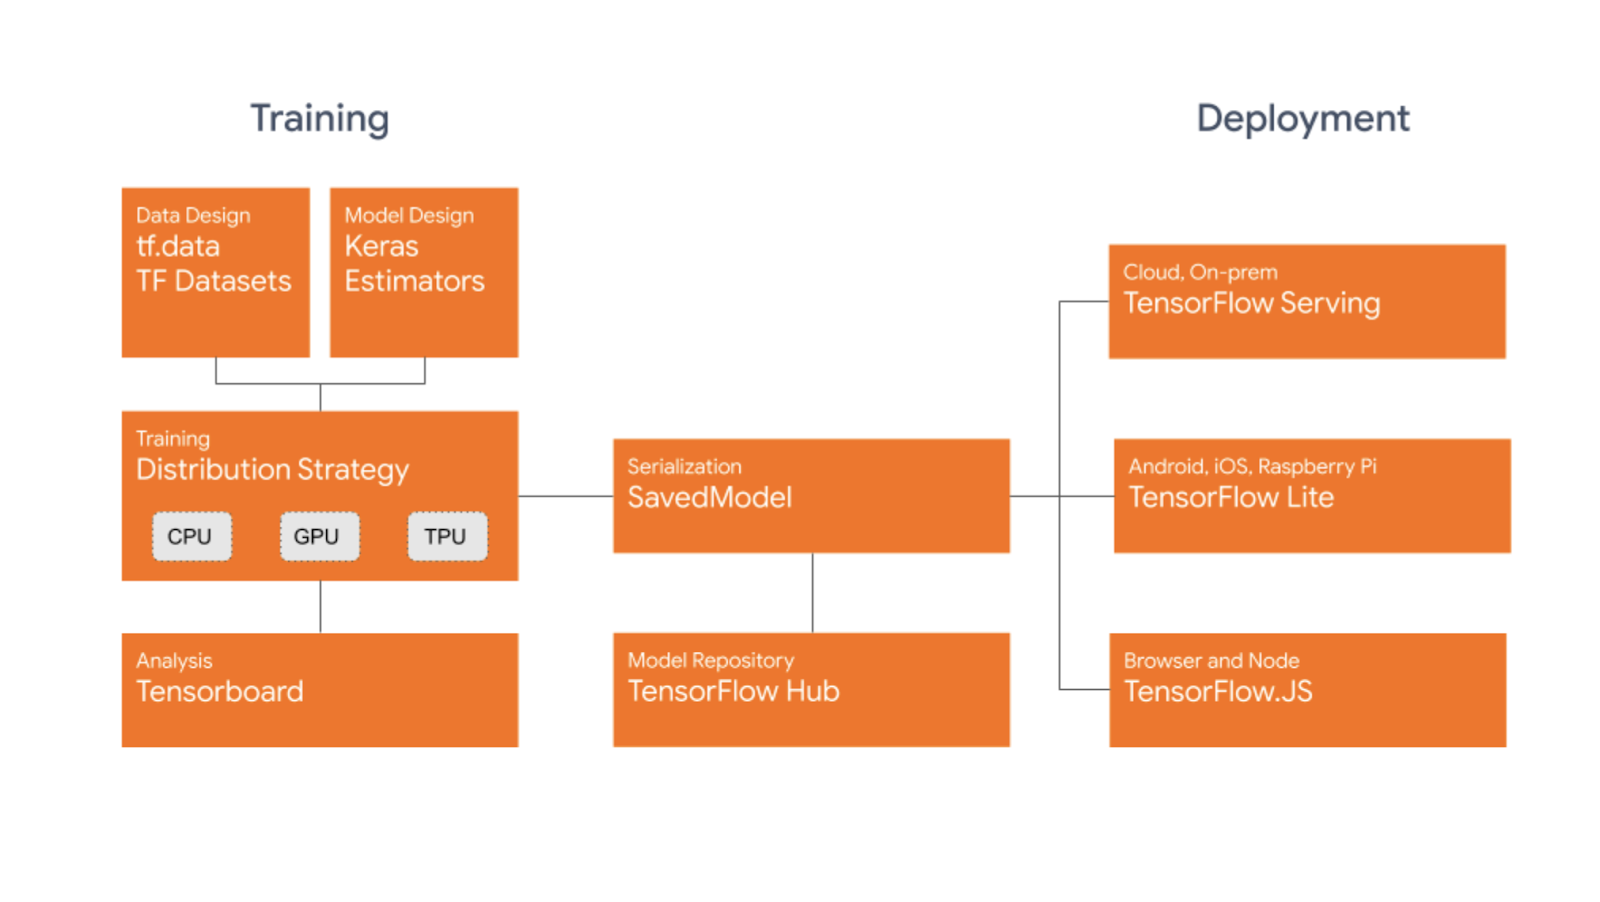 Training
Deployment
Data Design
tf.data
TF Datasets
Model Design
Keras
Estimators
Training
Distribution Strategy
CPU
GPU
TPU
Analysis
Tensorboard
Serialization
SavedModel
Model Repository
TensorFlow Hub
Cloud, On-prem
TensorFlow Serving
Android, iOS, Raspberry Pi
TensorFlow Lite
Browser and Node
TensorFlow.JS